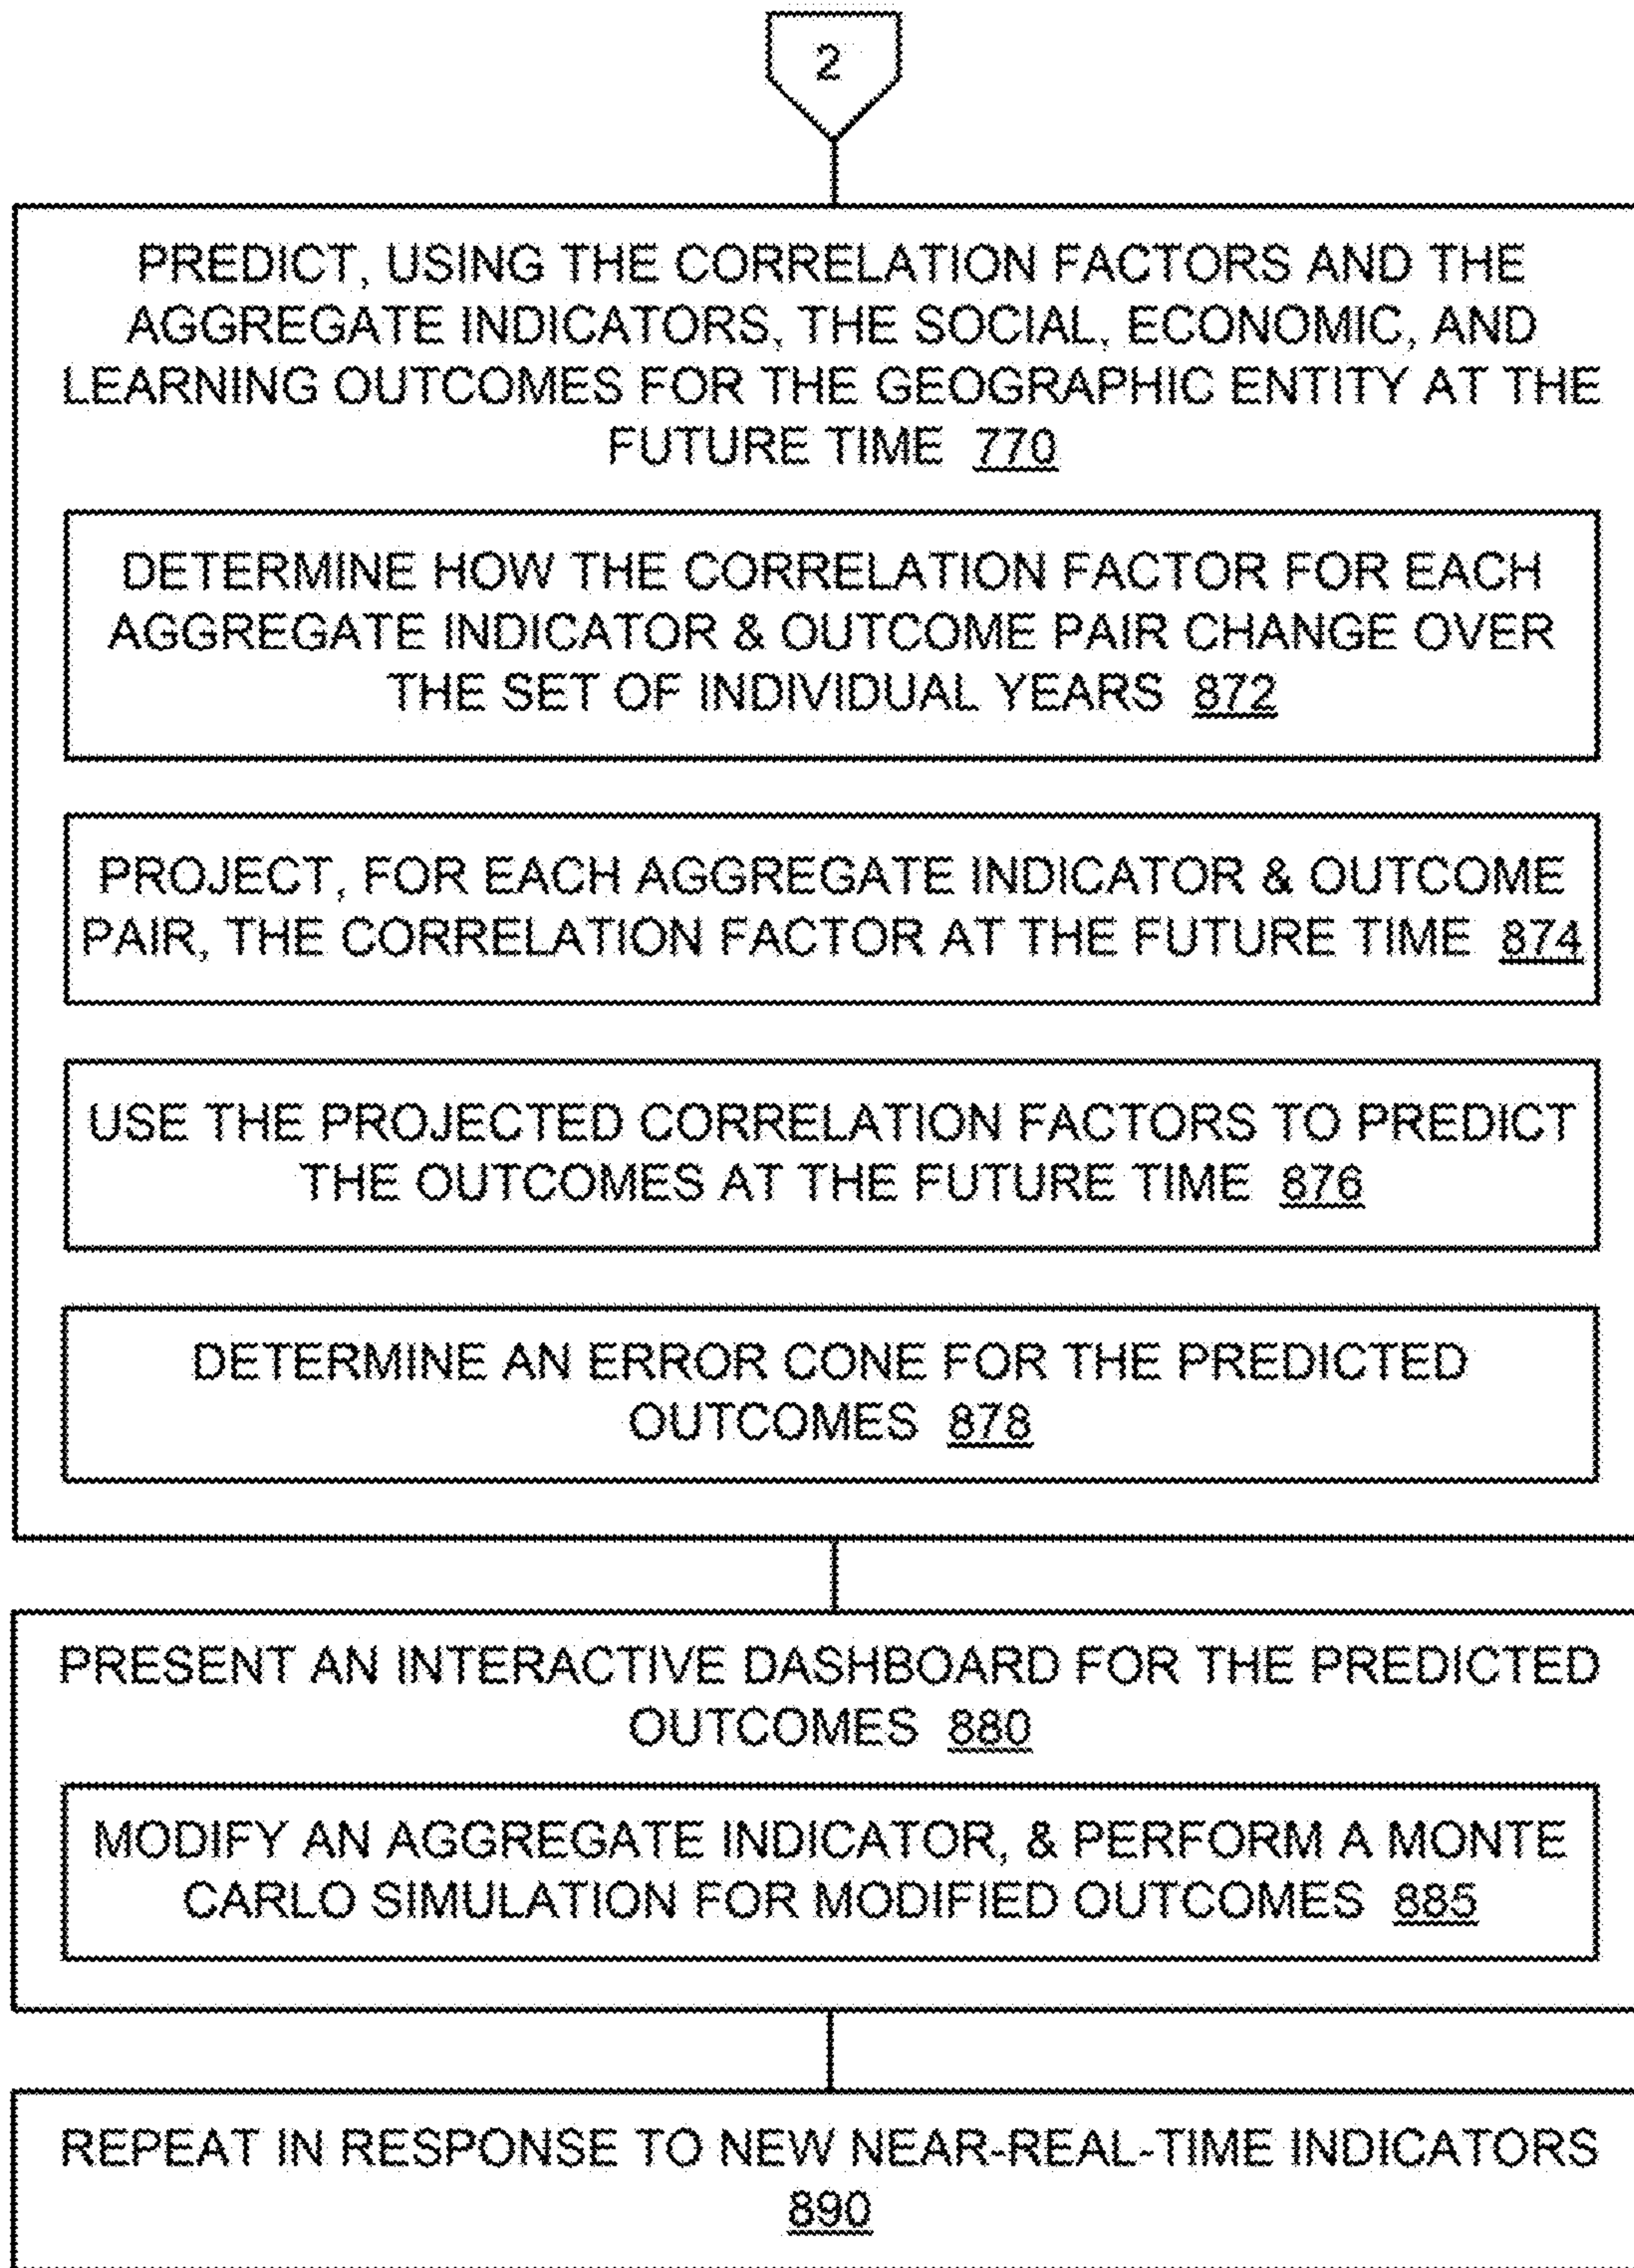 2
PREDICT, USING THE CORRELATION FACTORS AND THE
AGGREGATE INDICATORS, THE SOCIAL, ECONOMIC, AND
LEARNING OUTCOMES FOR THE GEOGRAPHIC ENTITY AT THE
FUTURE TIME 770
DETERMINE HOW THE CORRELATION FACTOR FOR EACH
AGGREGATE INDICATOR & OUTCOME PAIR CHANGE OVER
THE SET OF INDIVIDUAL YEARS 872
PROJECT, FOR EACH AGGREGATE INDICATOR & OUTCOME
PAIR, THE CORRELATION FACTOR AT THE FUTURE TIME 874
USE THE PROJECTED CORRELATION FACTORS TO PREDICT
THE OUTCOMES AT THE FUTURE TIME 876
DETERMINE AN ERROR CONE FOR THE PREDICTED
OUTCOMES 878
PRESENT AN INTERACTIVE DASHBOARD FOR THE PREDICTED
OUTCOMES 880
MODIFY AN AGGREGATE INDICATOR, & PERFORM A MONTE
CARLO SIMULATION FOR MODIFIED OUTCOMES 885
REPEAT IN RESPONSE TO NEW NEAR-REAL-TIME INDICATORS
890